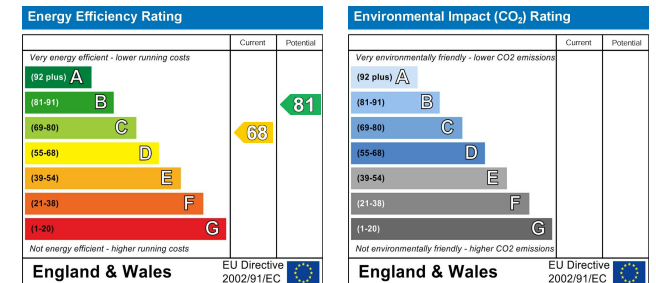 Energy Efficiency Rating
Current Potential
Very energy efficient - lower running costs
(92 plus) A
(81-91) B
81
(69-80) C
68
(55-68) D
(39-54) E
(21-38) F
(1-20) G
Not energy efficient - higher running costs
England & Wales
EU Directive
2002/91/EC
Environmental Impact (CO₂) Rating
Current Potential
Very environmentally friendly - lower CO2 emissions
(92 plus) A
(81-91) B
(69-80) C
(55-68) D
(39-54) E
(21-38) F
(1-20) G
Not environmentally friendly - higher CO2 emissions
England & Wales
EU Directive
2002/91/EC